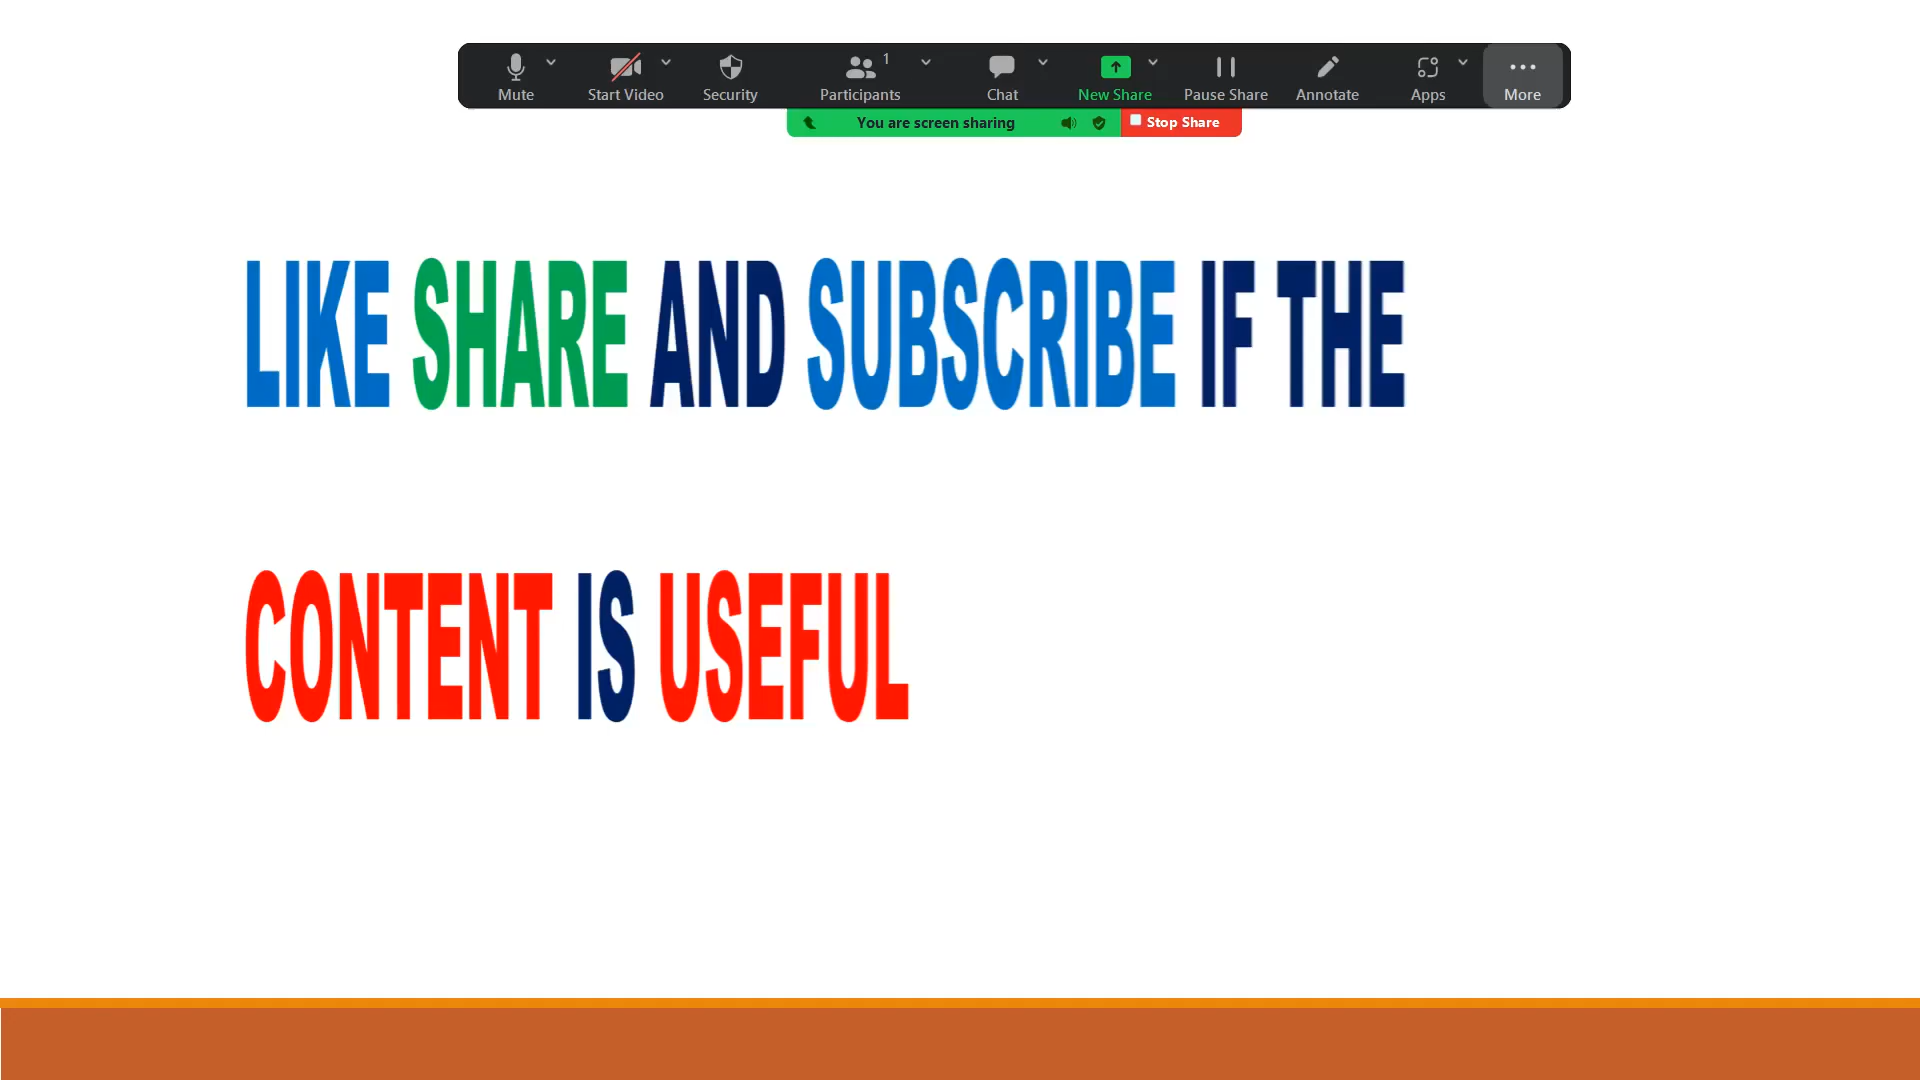 Mute Start Video Security Participants 1 Chat New Share Pause Share Annotate Apps More
You are screen sharing Stop Share
LIKE SHARE AND SUBSCRIBE IF THE
CONTENT IS USEFUL